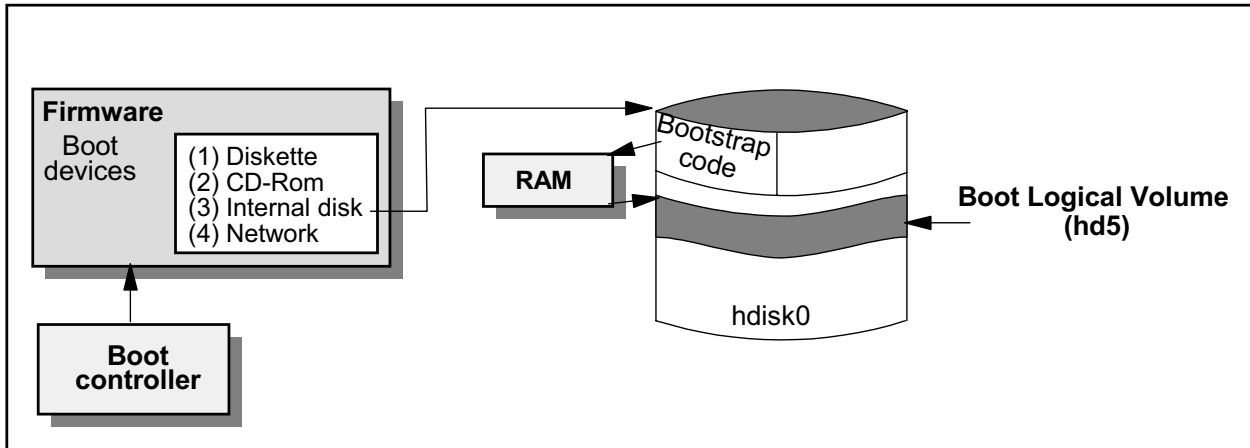 Firmware
Boot
devices
(1) Diskette
(2) CD-Rom
(3) Internal disk
(4) Network
Boot
controller
RAM
Bootstrap
code
hdisk0
Boot Logical Volume
(hd5)